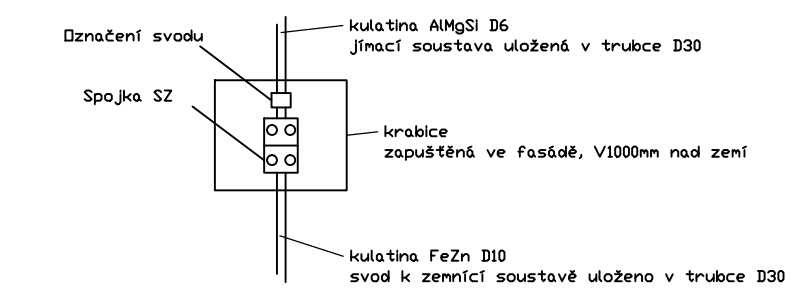 kulatina AlMgSi D6
jímací soustava uložená v trubce D30
Označení svodu
Spojka SZ
krabice
zapuštěná ve fasádě, V1000mm nad zemí
kulatina FeZn D10
svod k zemnící soustavě uloženo v trubce D30